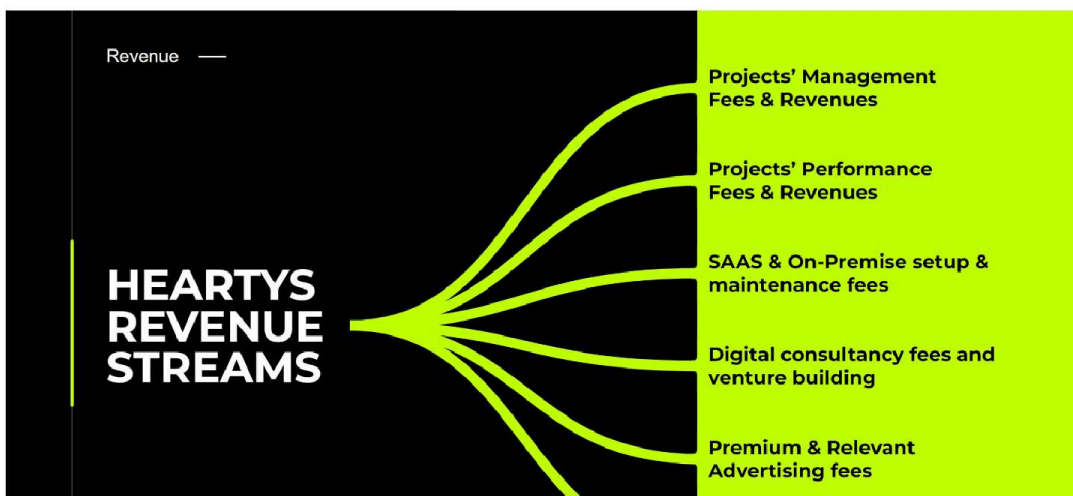 Revenue
HEARTYS
REVENUE
STREAMS
Projects’ Management
Fees & Revenues
Projects’ Performance
Fees & Revenues
SAAS & On-Premise setup &
maintenance fees
Digital consultancy fees and
venture building
Premium & Relevant
Advertising fees